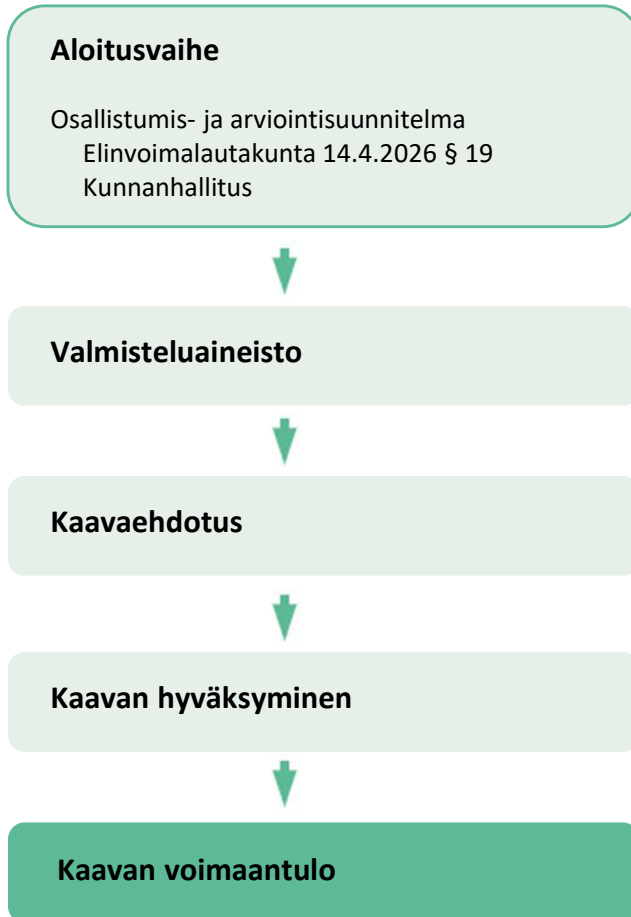 Aloitusvaihe
Osallistumis- ja arviointisuunnitelma
Elinvoimalautakunta 14.4.2026 § 19
Kunnanhallitus
Valmisteluaineisto
Kaavaehdotus
Kaavan hyväksyminen
Kaavan voimaantulo